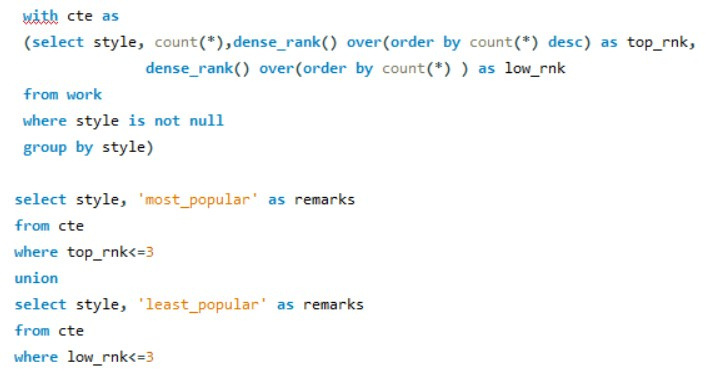 with cte as
(select style, count(*),dense_rank() over(order by count(*) desc) as top_rnk,
dense_rank() over(order by count(*) ) as low_rnk
from work
where style is not null
group by style)
select style, 'most_popular' as remarks
from cte
where top_rnk<=3
union
select style, 'least_popular' as remarks
from cte
where low_rnk<=3